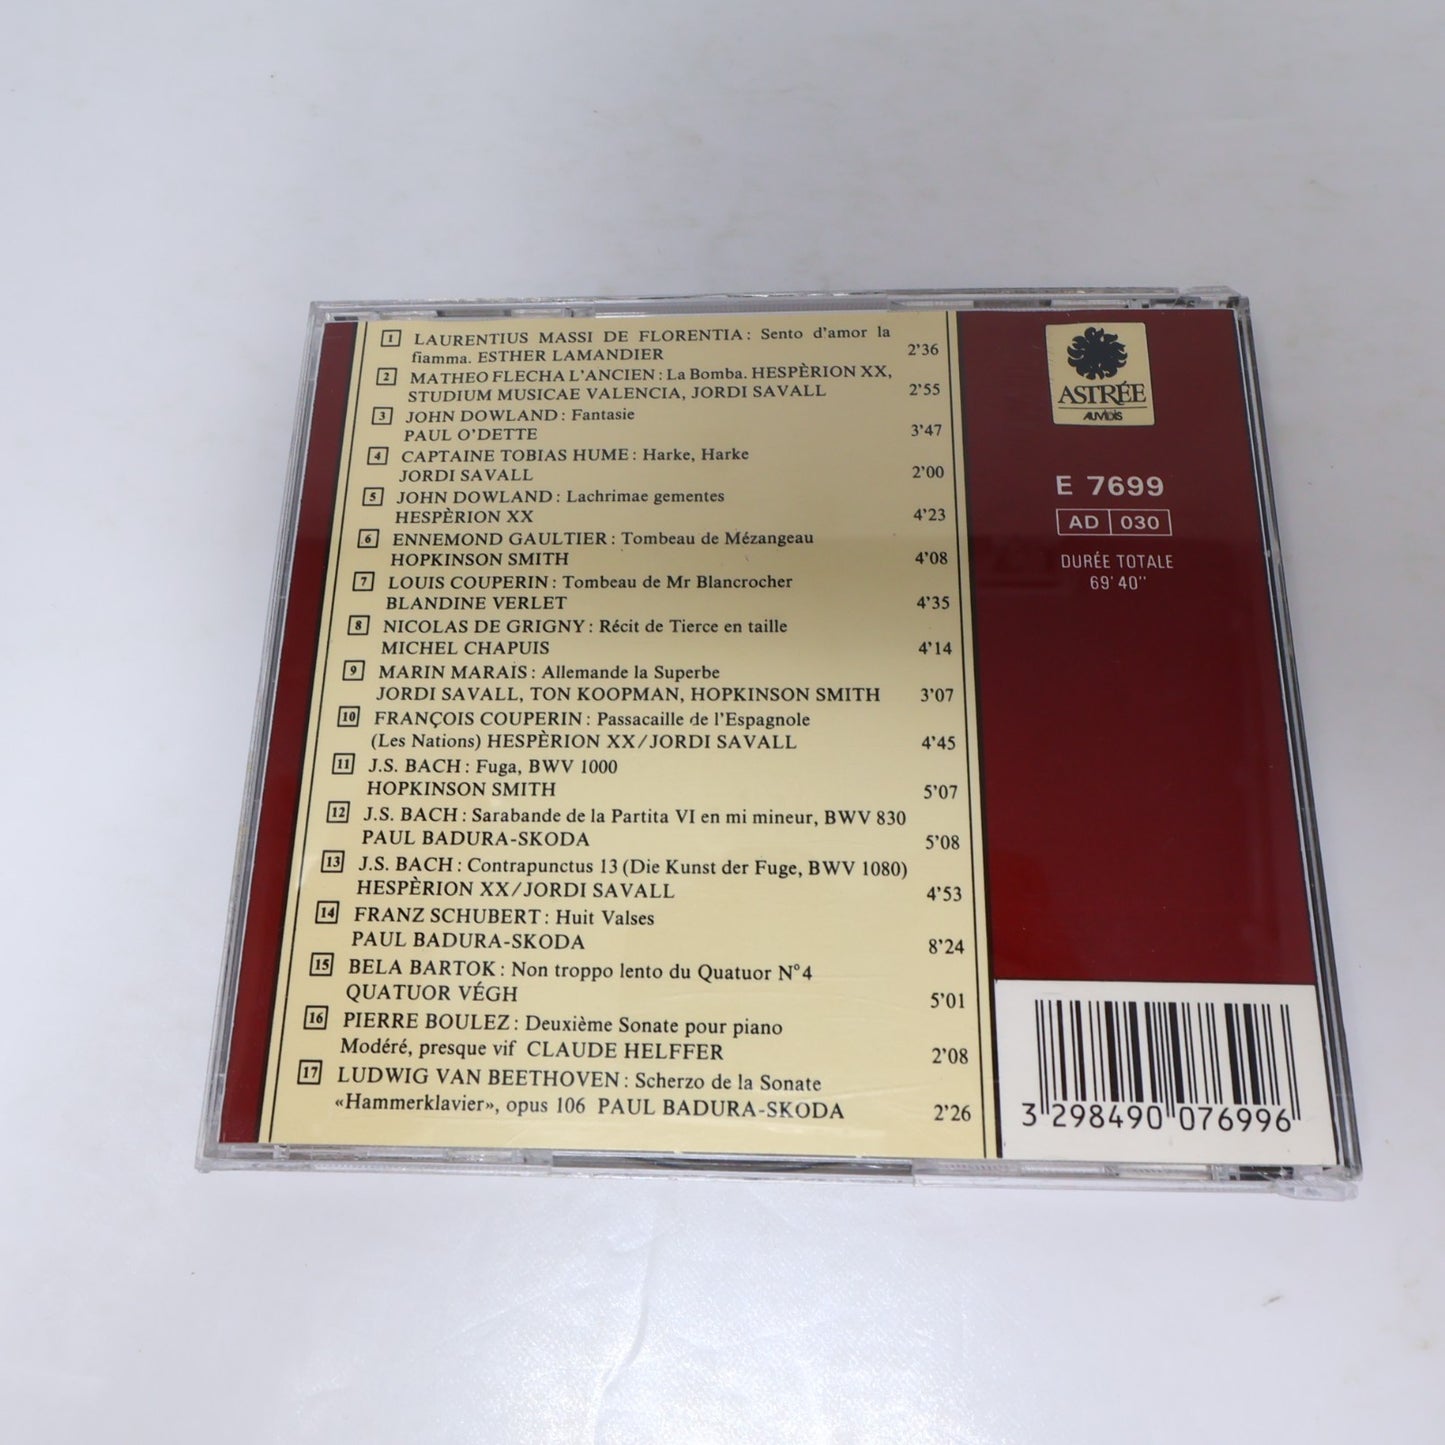 1 LAURENTIUS MASSI DE FLORENTIA: Sento d'amor la
fiamma. ESTHER LAMANDIER 2'36
2 MATHEO FLECHA L'ANCIEN: La Bomba. HESPÈRION XX,
STUDIUM MUSICAE VALENCIA, JORDI SAVALL 2'55
3 JOHN DOWLAND: Fantasie
PAUL O'DETTE 3'47
4 CAPTAINE TOBIAS HUME: Harke, Harke
JORDI SAVALL 2'00
5 JOHN DOWLAND: Lachrimae gementes
HESPÈRION XX 4'23
6 ENNEMOND GAULTIER: Tombeau de Mézangeau
HOPKINSON SMITH 4'08
7 LOUIS COUPERIN: Tombeau de Mr Blancrocher
BLANDINE VERLET 4'35
8 NICOLAS DE GRIGNY: Récit de Tierce en taille
MICHEL CHAPUIS 4'14
9 MARIN MARAIS: Allemande la Superbe
JORDI SAVALL, TON KOOPMAN, HOPKINSON SMITH 3'07
10 FRANÇOIS COUPERIN: Passacaille de l'Espagnole
(Les Nations) HESPÈRION XX/JORDI SAVALL 4'45
11 J.S. BACH: Fuga, BWV 1000
HOPKINSON SMITH 5'07
12 J.S. BACH: Sarabande de la Partita VI en mi mineur, BWV 830
PAUL BADURA-SKODA 5'08
13 J.S. BACH: Contrapunctus 13 (Die Kunst der Fuge, BWV 1080)
HESPÈRION XX/JORDI SAVALL 4'53
14 FRANZ SCHUBERT: Huit Valses
PAUL BADURA-SKODA 8'24
15 BELA BARTOK: Non troppo lento du Quatuor N°4
QUATUOR VÉGH 5'01
16 PIERRE BOULEZ: Deuxième Sonate pour piano
Modéré, presque vif CLAUDE HELFFER 2'08
17 LUDWIG VAN BEETHOVEN: Scherzo de la Sonate
«Hammerklavier», opus 106 PAUL BADURA-SKODA 2'26
ASTRÉE
AUVIDIS
E 7699
AD 030
DURÉE TOTALE
69'40"
3 298490 076996